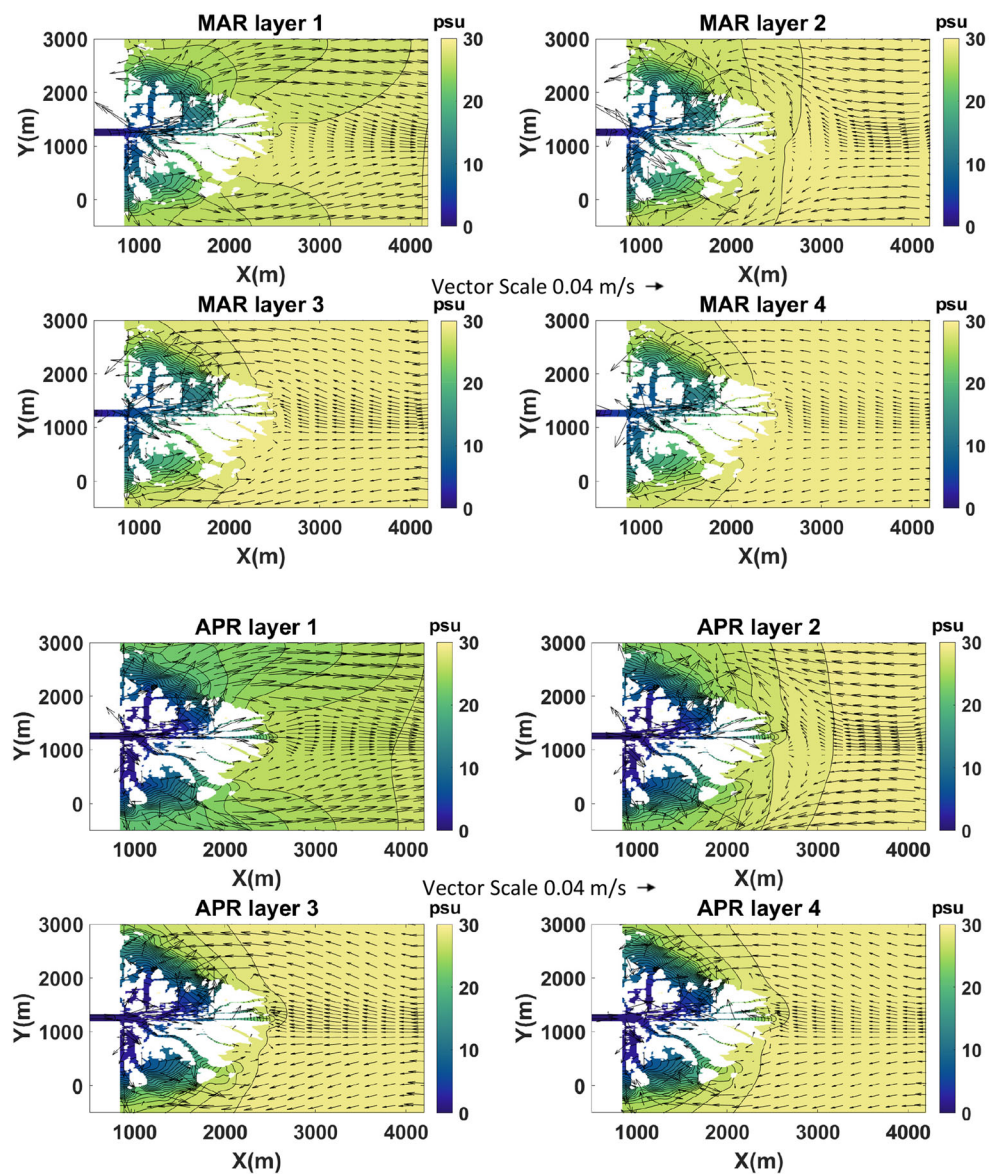 MAR layer 1 psu MAR layer 2 psu
3000 30 3000 30
2000 20 2000 20
Y(m) Y(m)
1000 10 1000 10
0 0 0 0
1000 2000 3000 4000 1000 2000 3000 4000
X(m) X(m)
Vector Scale 0.04 m/s →
MAR layer 3 psu MAR layer 4 psu
3000 30 3000 30
2000 20 2000 20
Y(m) Y(m)
1000 10 1000 10
0 0 0 0
1000 2000 3000 4000 1000 2000 3000 4000
X(m) X(m)
APR layer 1 psu APR layer 2 psu
3000 30 3000 30
2000 20 2000 20
Y(m) Y(m)
1000 10 1000 10
0 0 0 0
1000 2000 3000 4000 1000 2000 3000 4000
X(m) X(m)
Vector Scale 0.04 m/s →
APR layer 3 psu APR layer 4 psu
3000 30 3000 30
2000 20 2000 20
Y(m) Y(m)
1000 10 1000 10
0 0 0 0
1000 2000 3000 4000 1000 2000 3000 4000
X(m) X(m)